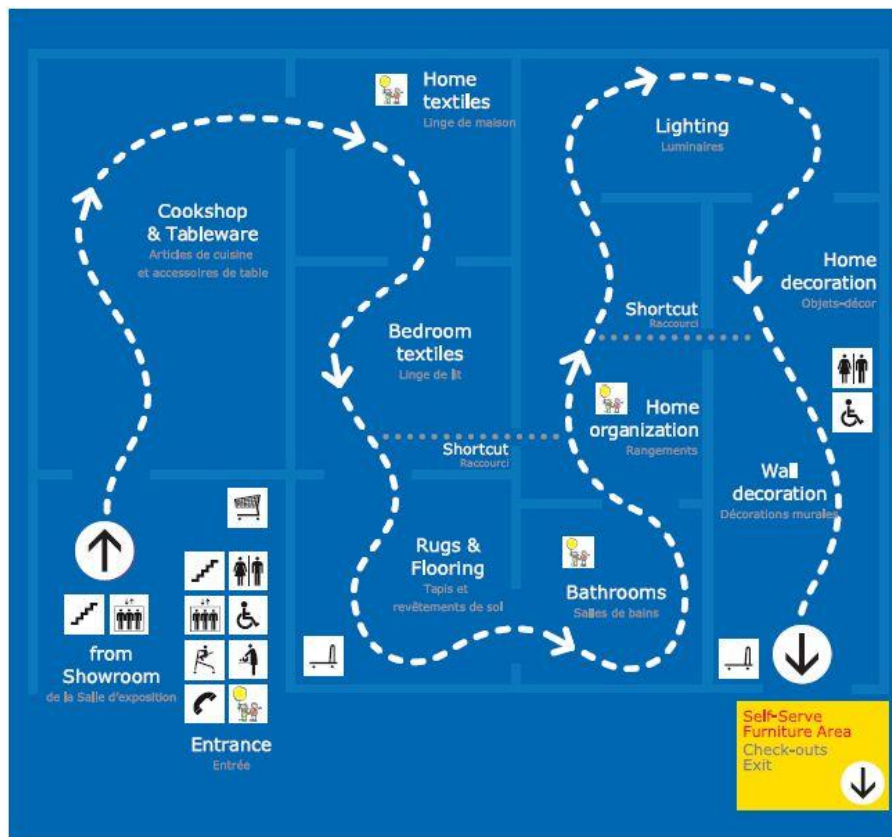 Home
textiles
Linge de maison
Lighting
Luminaires
Cookshop
& Tableware
Articles de cuisine
et accessoires de table
Home
decoration
Objets-décor
Bedroom
textiles
Linge de lit
Shortcut
Raccourci
Home
organization
Rangements
Shortcut
Raccourci
Wall
decoration
Décorations murales
Rugs &
Flooring
Tapis et
revêtements de sol
Bathrooms
Salles de bains
from
Showroom
de la Salle d'exposition
Entrance
Entrée
Self-Serve
Furniture Area
Check-outs
Exit